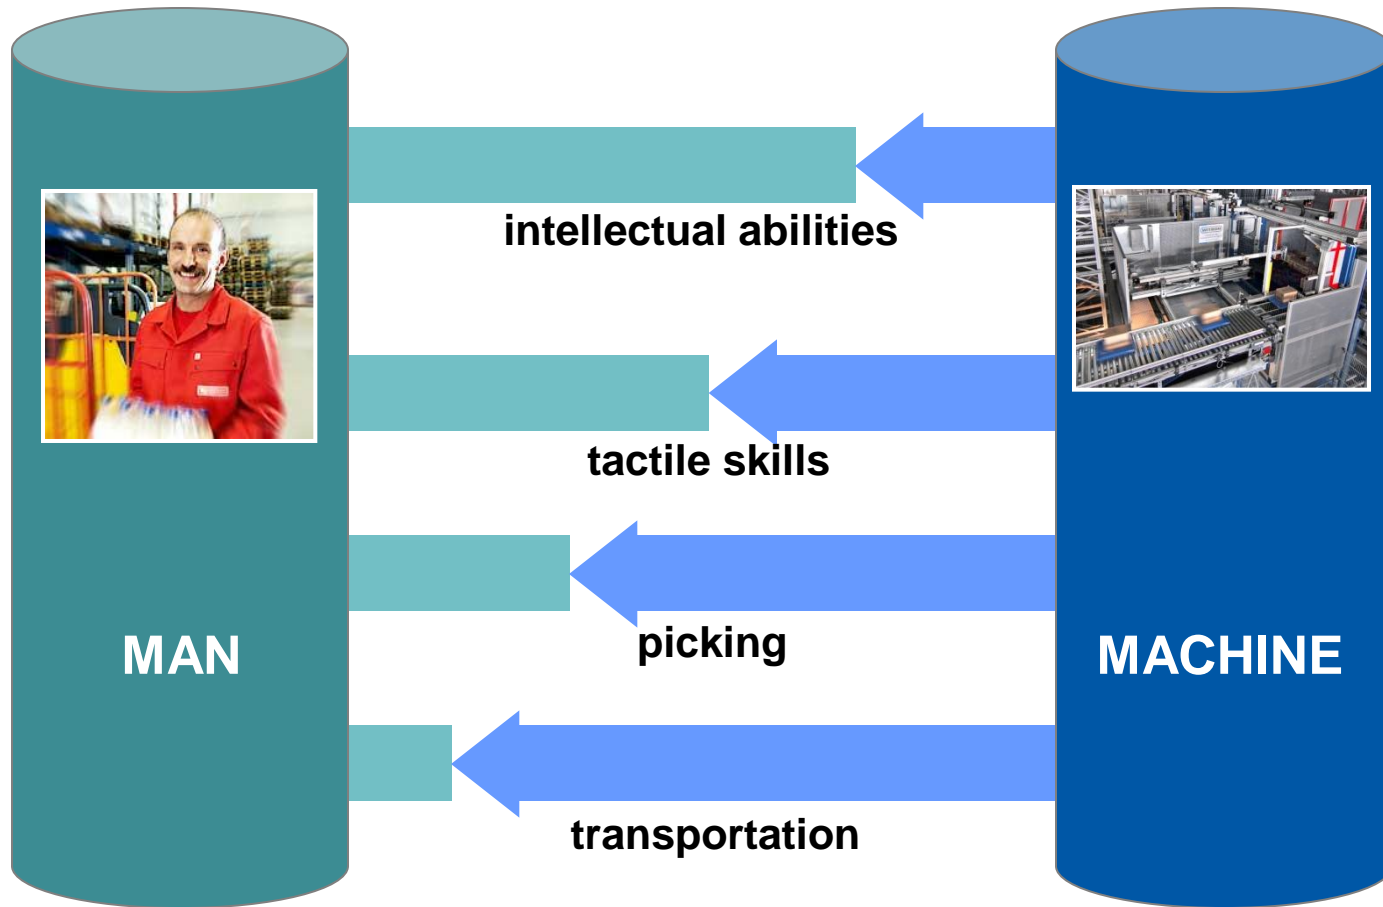 intellectual abilities
tactile skills
picking
MAN
MACHINE
transportation